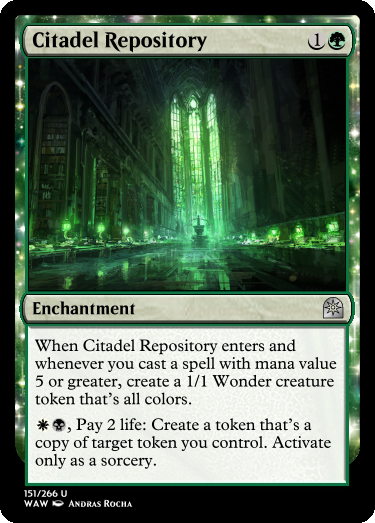 Citadel Repository 1
Enchantment
When Citadel Repository enters and
whenever you cast a spell with mana value
5 or greater, create a 1/1 Wonder creature
token that's all colors.
, Pay 2 life: Create a token that's a
copy of target token you control. Activate
only as a sorcery.
151/266 U
WAW Andras Rocha